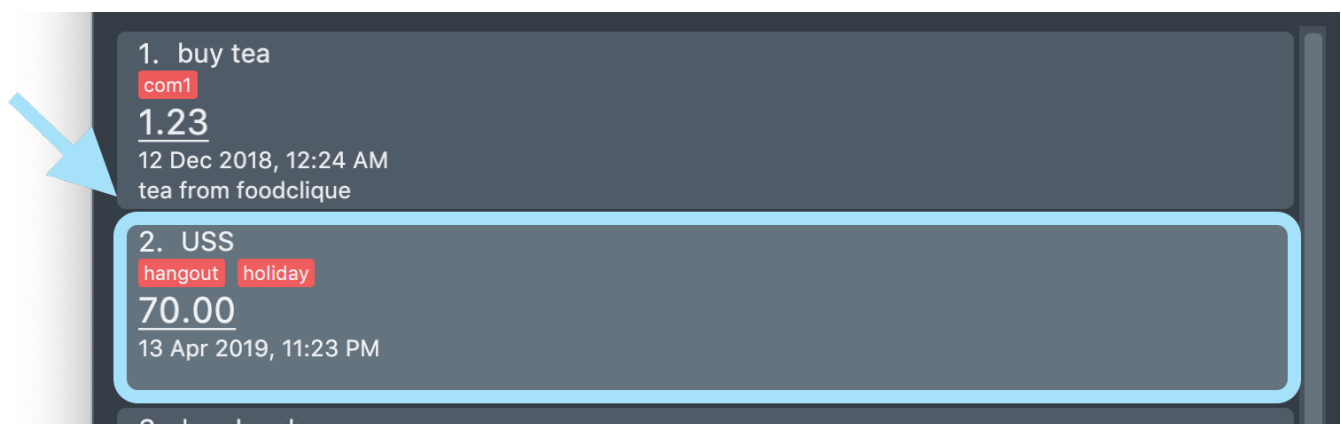 1. buy tea
com1
1.23
12 Dec 2018, 12:24 AM
tea from foodclique
2. USS
hangout holiday
70.00
13 Apr 2019, 11:23 PM